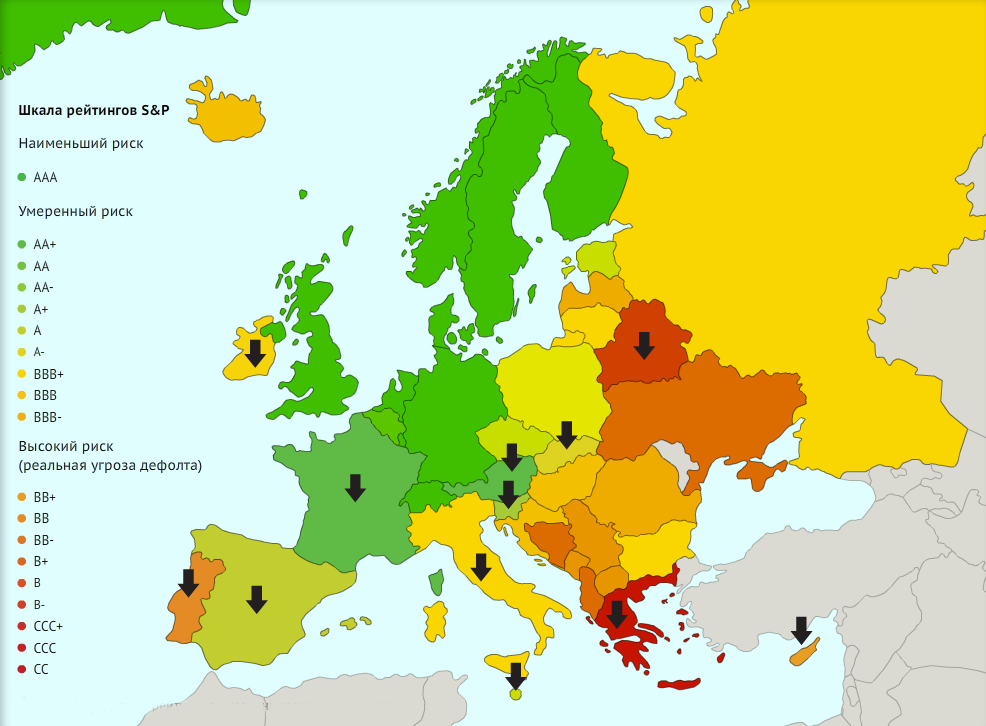 Шкала рейтингов S&P
Наименьший риск
AAA
Умеренный риск
AA+
AA
AA-
A+
A
A-
BBB+
BBB
BBB-
Высокий риск
(реальная угроза дефолта)
BB+
BB
BB-
B+
B
B-
CCC+
CCC
CC